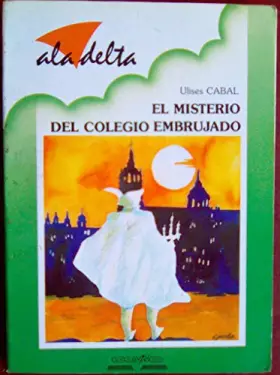 ala delta
Ulises CABAL
EL MISTERIO
DEL COLEGIO EMBRUJADO